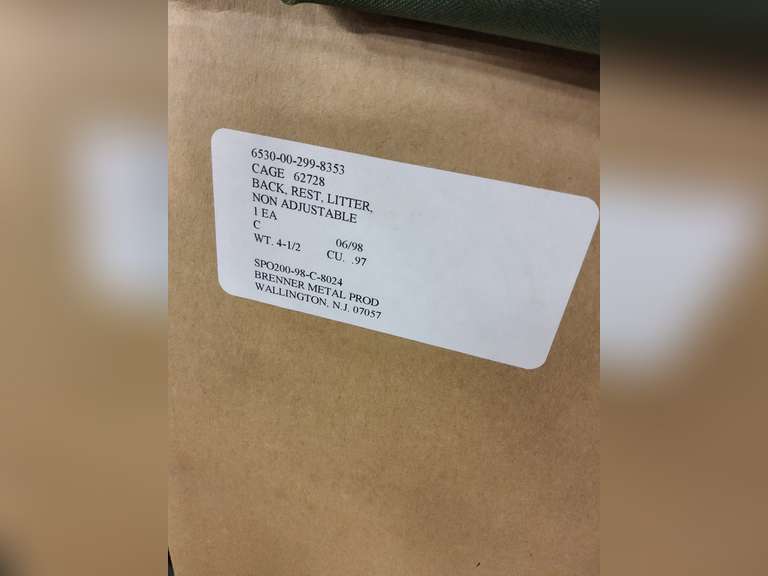 6530-00-299-8353
CAGE 62728
BACK, REST, LITTER,
NON ADJUSTABLE
1 EA
C 06/98
WT. 4-1/2 CU. .97
SPO200-98-C-8024
BRENNER METAL PROD
WALLINGTON, N.J. 07057